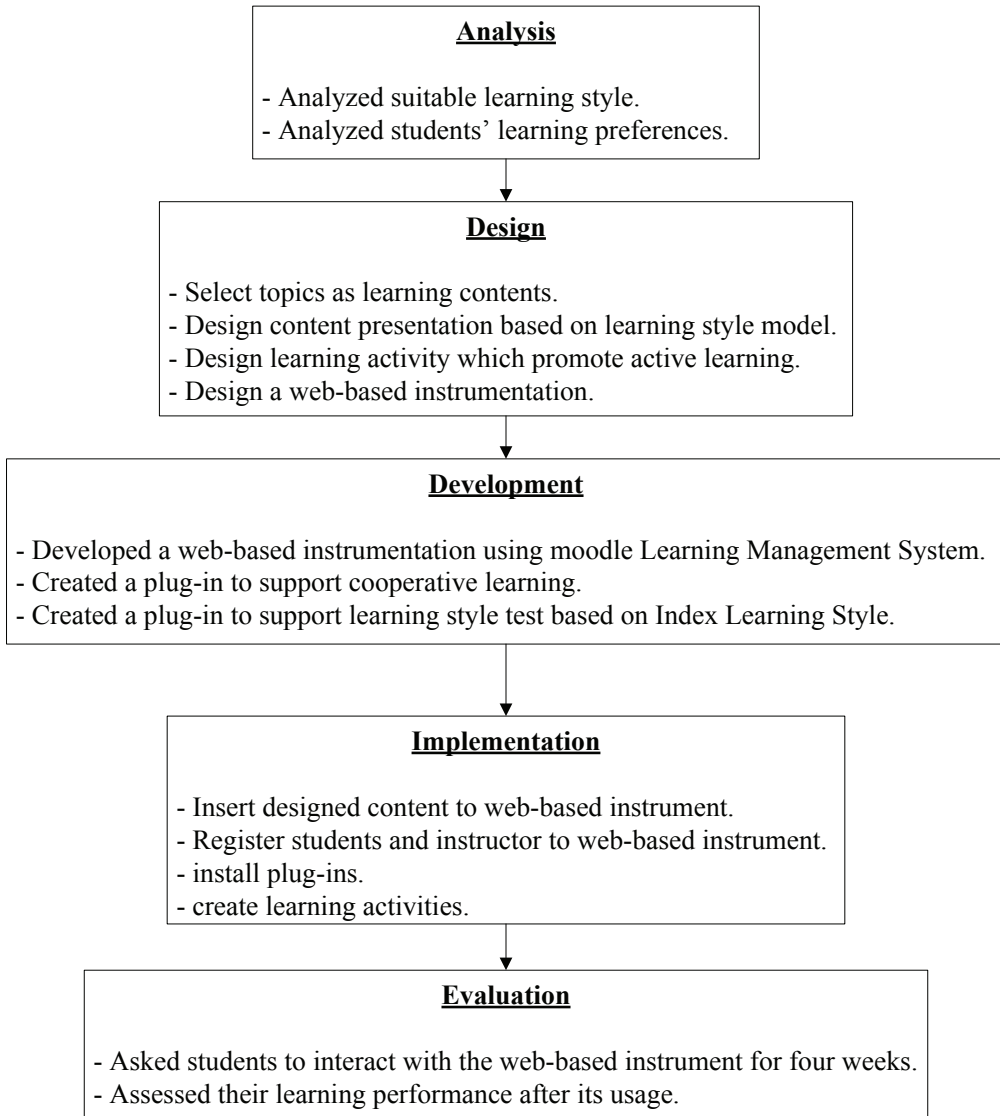 Analysis
- Analyzed suitable learning style.
- Analyzed students’ learning preferences.
Design
- Select topics as learning contents.
- Design content presentation based on learning style model.
- Design learning activity which promote active learning.
- Design a web-based instrumentation.
Development
- Developed a web-based instrumentation using moodle Learning Management System.
- Created a plug-in to support cooperative learning.
- Created a plug-in to support learning style test based on Index Learning Style.
Implementation
- Insert designed content to web-based instrument.
- Register students and instructor to web-based instrument.
- install plug-ins.
- create learning activities.
Evaluation
- Asked students to interact with the web-based instrument for four weeks.
- Assessed their learning performance after its usage.